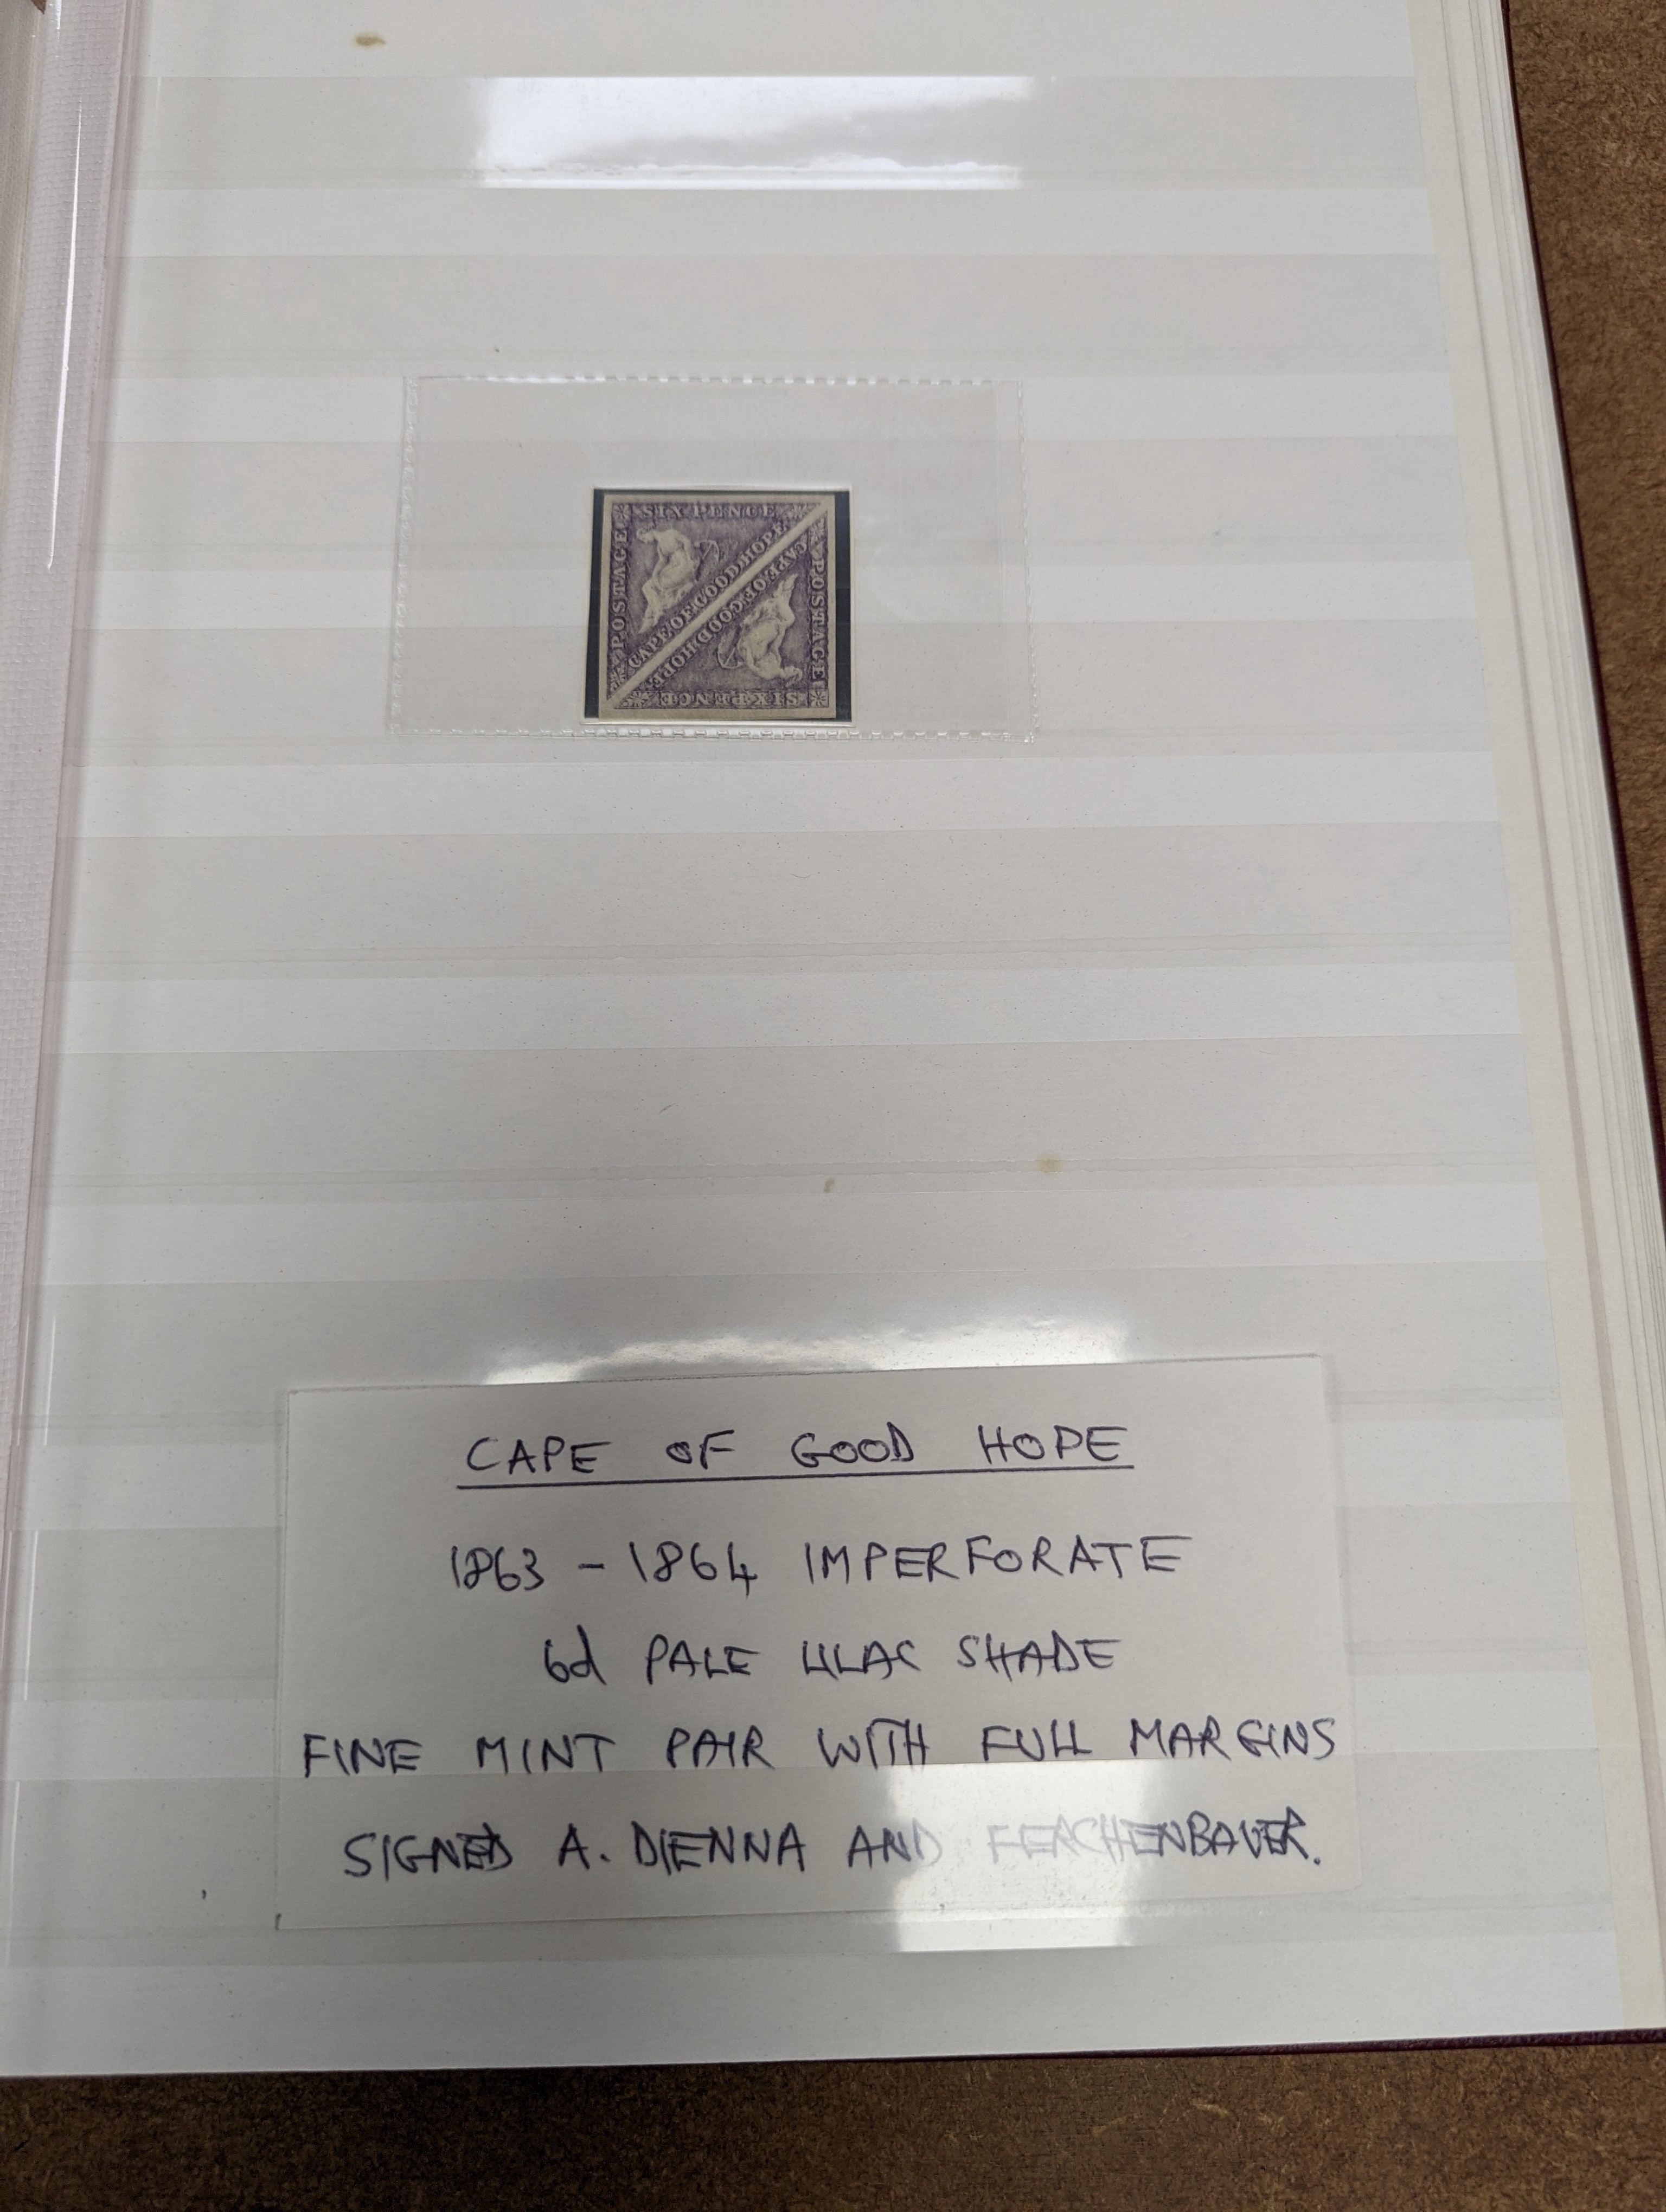 SIX PENCE
POSTAGE
CAPE OF GOOD HOPE
CAPE OF GOOD HOPE
POSTAGE
SIX PENCE
CAPE OF GOOD HOPE
1863 - 1864 IMPERFORATE
6d PALE LILAC SHADE
FINE MINT PAIR WITH FULL MARGINS
SIGNED A. DIENNA AND FERCHENBAUER.